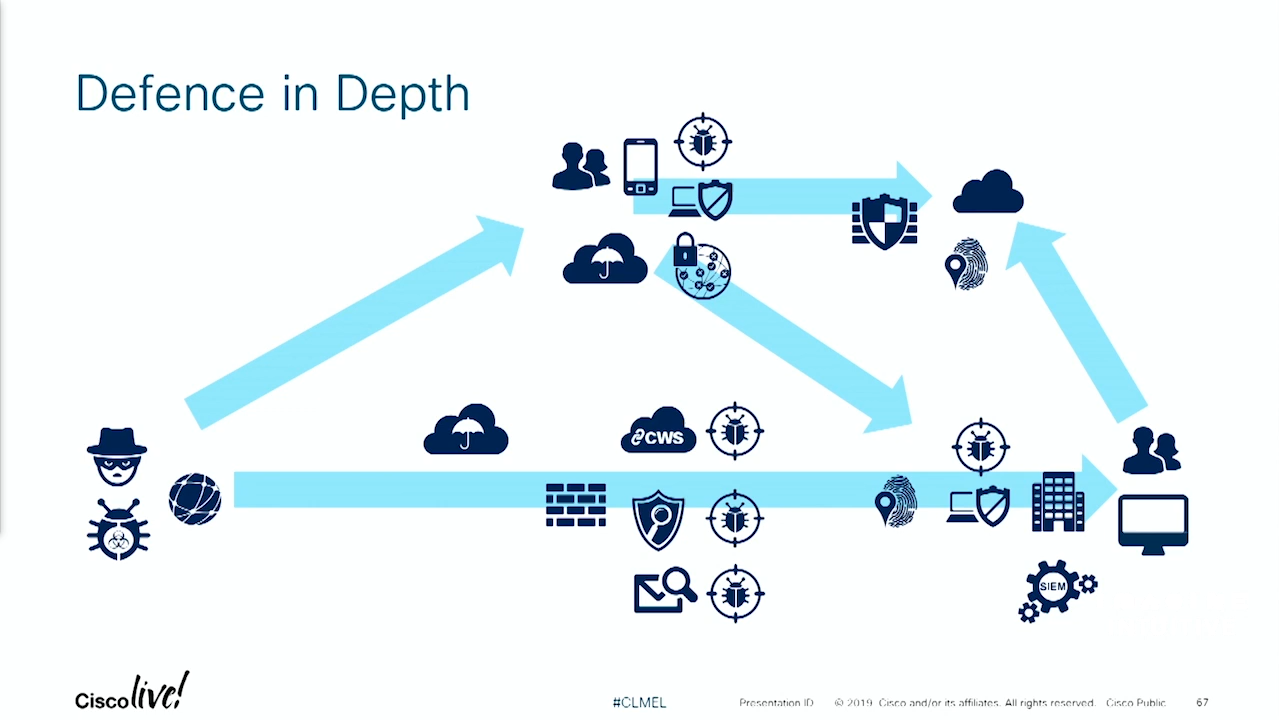 Defence in Depth
CWS
SIEM
Cisco live!
#CLMEL
Presentation ID
© 2019 Cisco and/or its affiliates. All rights reserved. Cisco Public
67